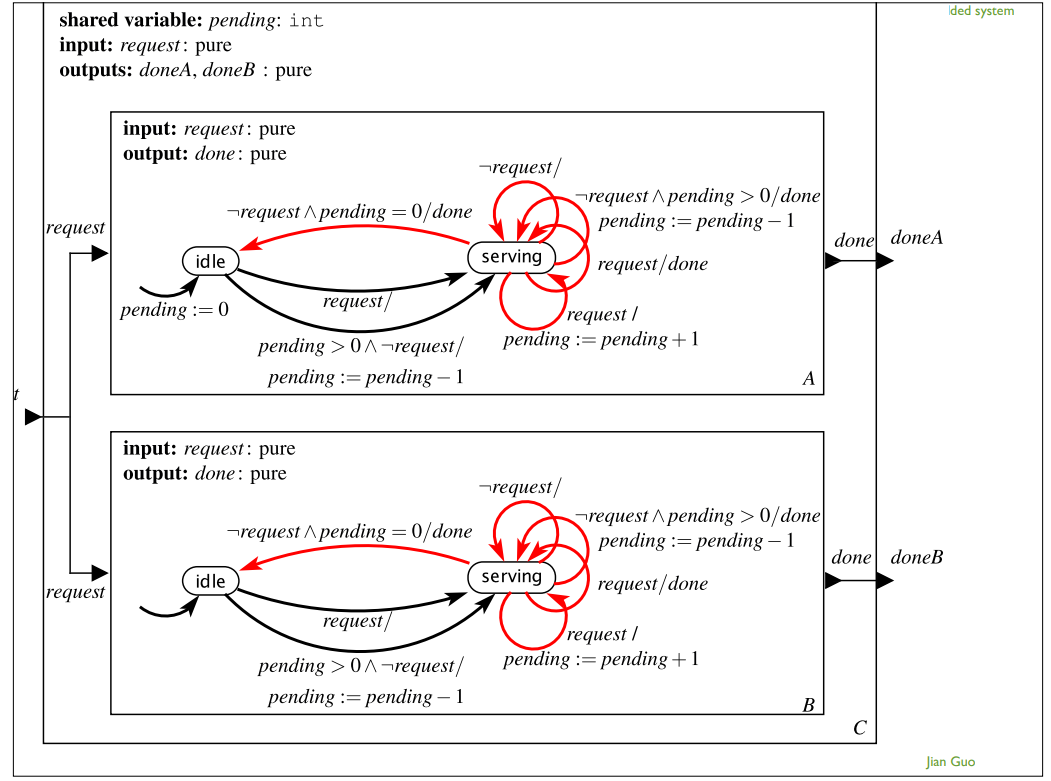 ded system
shared variable: pending: int
input: request: pure
outputs: doneA, doneB : pure
input: request: pure
output: done: pure
¬request/
¬request ∧ pending > 0/done
pending := pending − 1
¬request ∧ pending = 0/done
request
idle
serving
request/done
done
doneA
pending := 0
request/
request /
pending := pending + 1
pending > 0 ∧ ¬request/
pending := pending − 1
A
t
input: request: pure
output: done: pure
¬request/
¬request ∧ pending > 0/done
pending := pending − 1
¬request ∧ pending = 0/done
request
idle
serving
request/done
done
doneB
request/
request /
pending := pending + 1
pending > 0 ∧ ¬request/
pending := pending − 1
B
C
Jian Guo